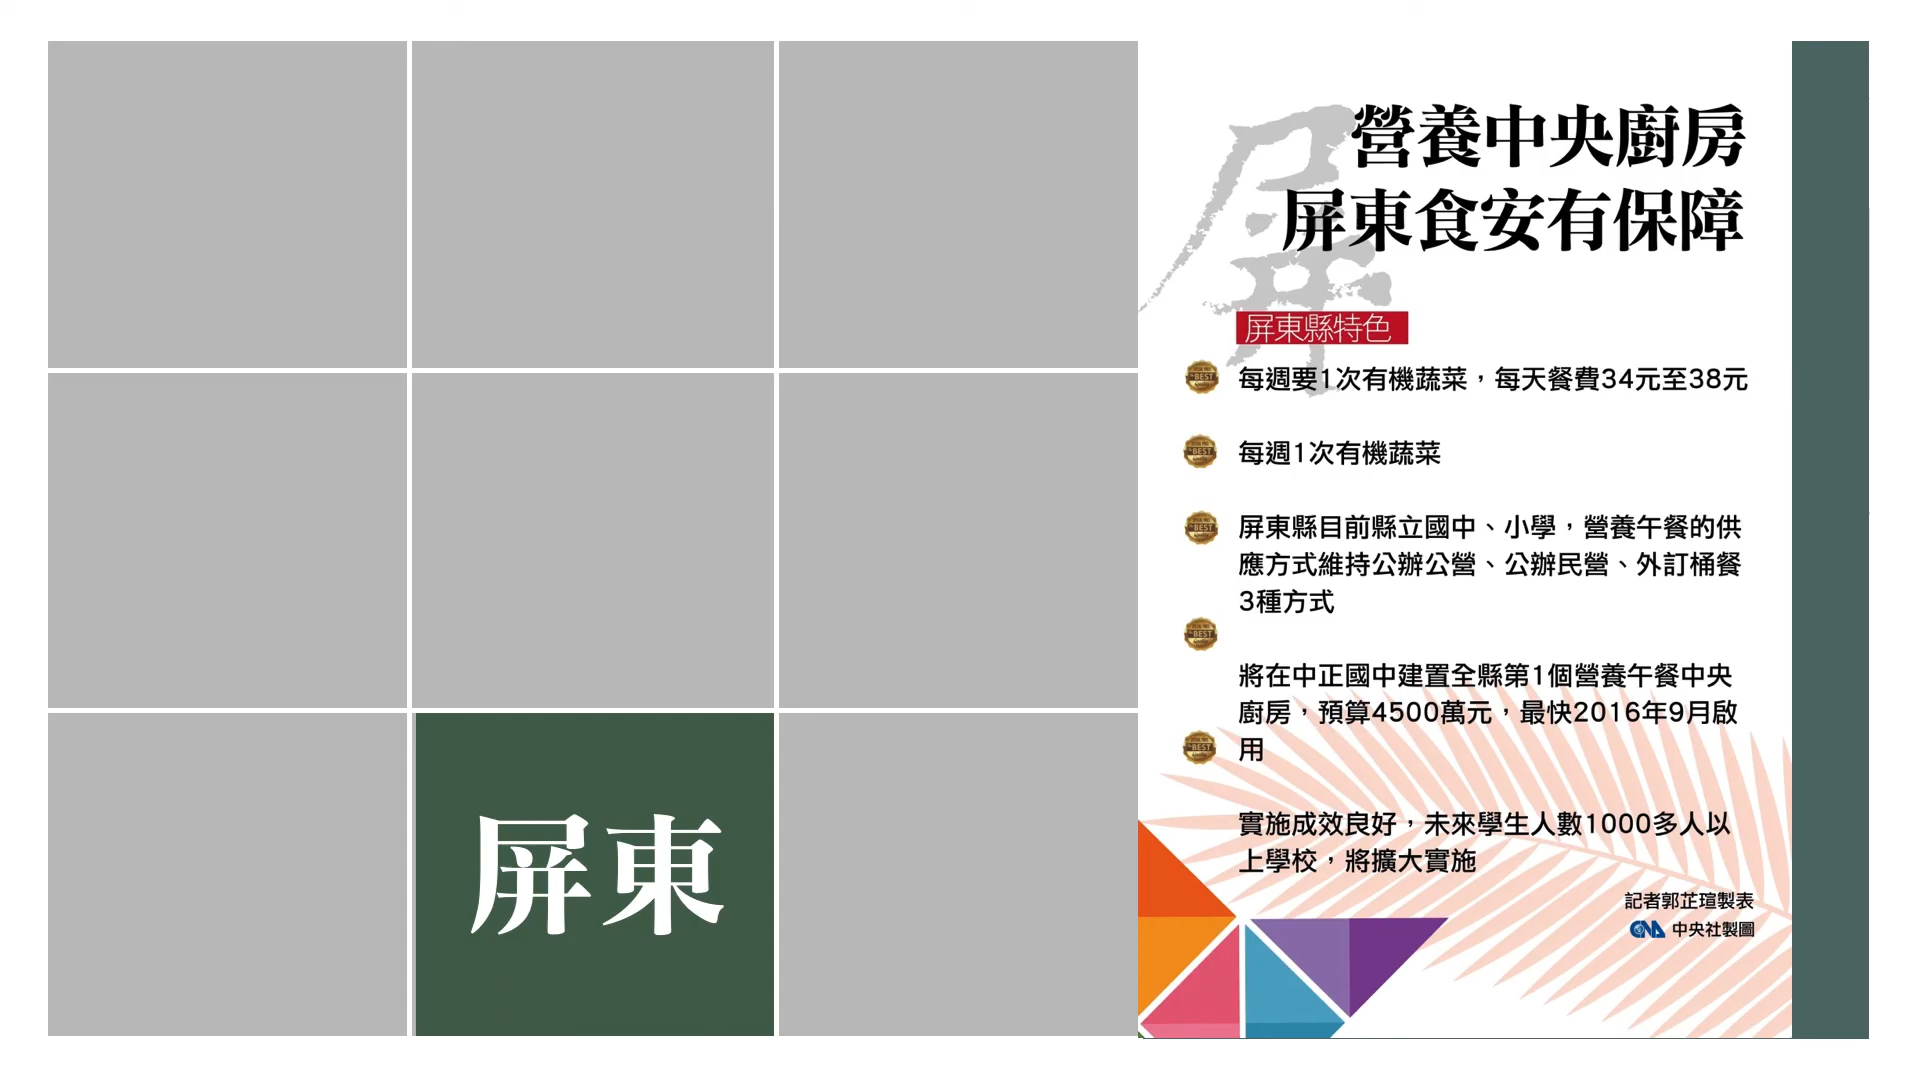 屏東
屏
營養中央廚房
屏東食安有保障
屏東縣特色
每週要1次有機蔬菜，每天餐費34元至38元
每週1次有機蔬菜
屏東縣目前縣立國中、小學，營養午餐的供
應方式維持公辦公營、公辦民營、外訂桶餐
3種方式
將在中正國中建置全縣第1個營養午餐中央
廚房，預算4500萬元，最快2016年9月啟
用
實施成效良好，未來學生人數1000多人以
上學校，將擴大實施
記者郭芷瑄製表
CNA 中央社製圖
BEST
BEST
BEST
BEST
BEST